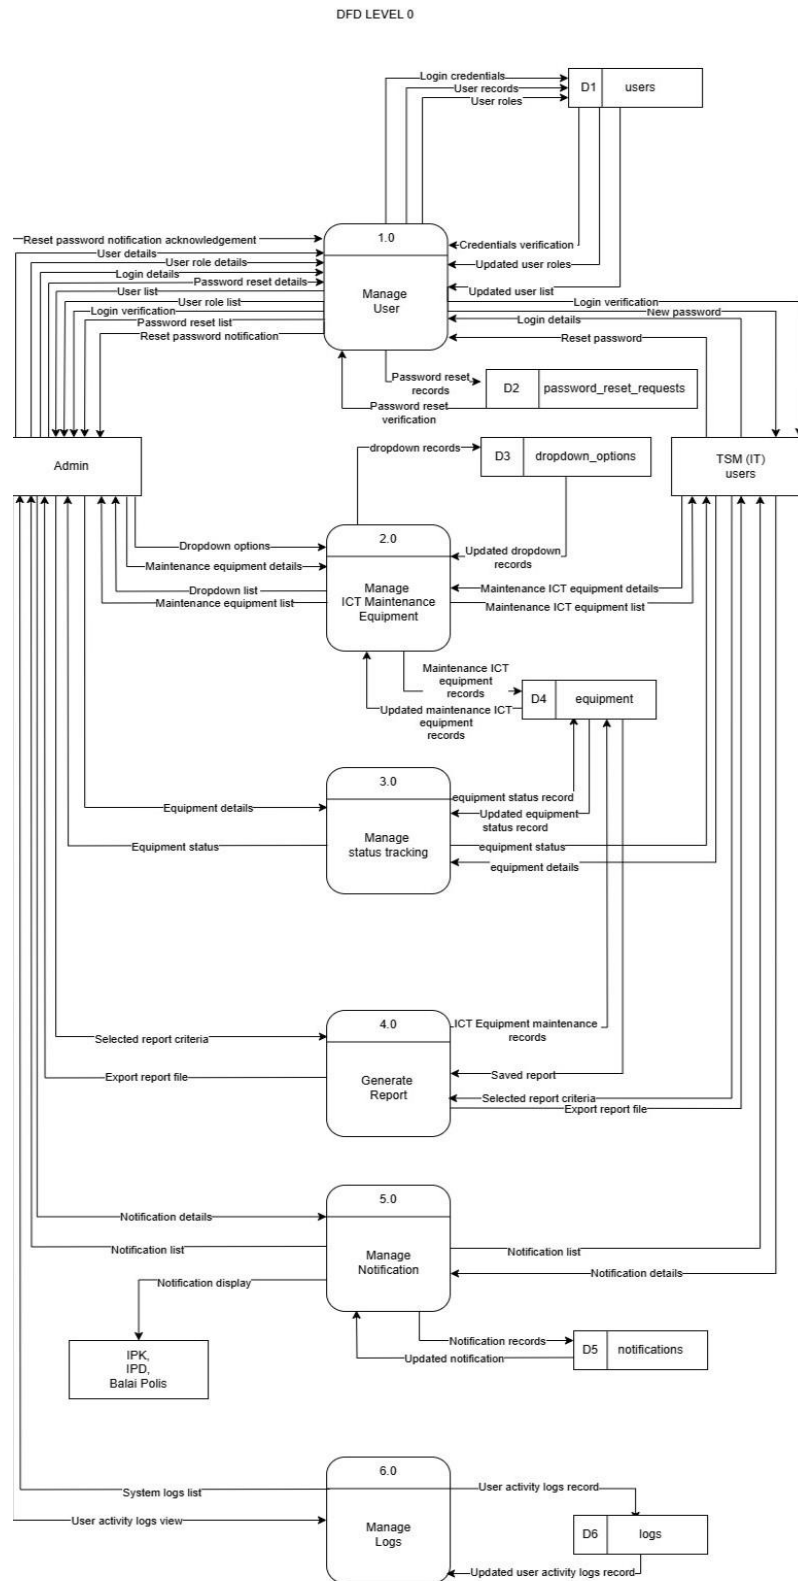 DFD LEVEL 0
Login credentials
User records
User roles
D1
users
Reset password notification acknowledgement
User details
User role details
Login details
Password reset details
User list
User role list
Login verification
Password reset list
Reset password notification
1.0
Manage
User
Credentials verification
Updated user roles
Updated user list
Login verification
New password
Login details
Reset password
Password reset
records
Password reset
verification
D2
password_reset_requests
Admin
dropdown records
D3
dropdown_options
TSM (IT)
users
Dropdown options
Maintenance equipment details
Dropdown list
Maintenance equipment list
2.0
Manage
ICT Maintenance
Equipment
Updated dropdown
records
Maintenance ICT equipment details
Maintenance ICT equipment list
Maintenance ICT
equipment
records
Updated maintenance ICT
equipment
records
D4
equipment
Equipment details
Equipment status
3.0
Manage
status tracking
equipment status record
Updated equipment
status record
equipment status
equipment details
Selected report criteria
Export report file
4.0
Generate
Report
ICT Equipment maintenance
records
Saved report
Selected report criteria
Export report file
Notification details
Notification list
Notification display
5.0
Manage
Notification
Notification list
Notification details
Notification records
Updated notification
D5
notifications
IPK,
IPD,
Balai Polis
System logs list
User activity logs view
6.0
Manage
Logs
User activity logs record
D6
logs
Updated user activity logs record